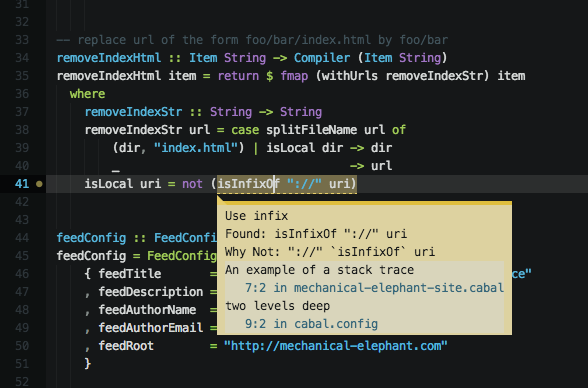 31
32
33 -- replace url of the form foo/bar/index.html by foo/bar
34 removeIndexHtml :: Item String -> Compiler (Item String)
35 removeIndexHtml item = return $ fmap (withUrls removeIndexStr) item
36 where
37 removeIndexStr :: String -> String
38 removeIndexStr url = case splitFileName url of
39 (dir, "index.html") | isLocal dir -> dir
40 _ -> url
41 isLocal uri = not (isInfixOf "://" uri)
42
Use infix
43
Found: isInfixOf "://" uri
44 feedConfig :: FeedConfi
Why Not: "://" `isInfixOf` uri
45 feedConfig = FeedConfig
An example of a stack trace
46 { feedTitle = ce"
7:2 in mechanical-elephant-site.cabal
47 , feedDescription =
two levels deep
48 , feedAuthorName =
9:2 in cabal.config
49 , feedAuthorEmail =
50 , feedRoot = "http://mechanical-elephant.com"
51 }
52